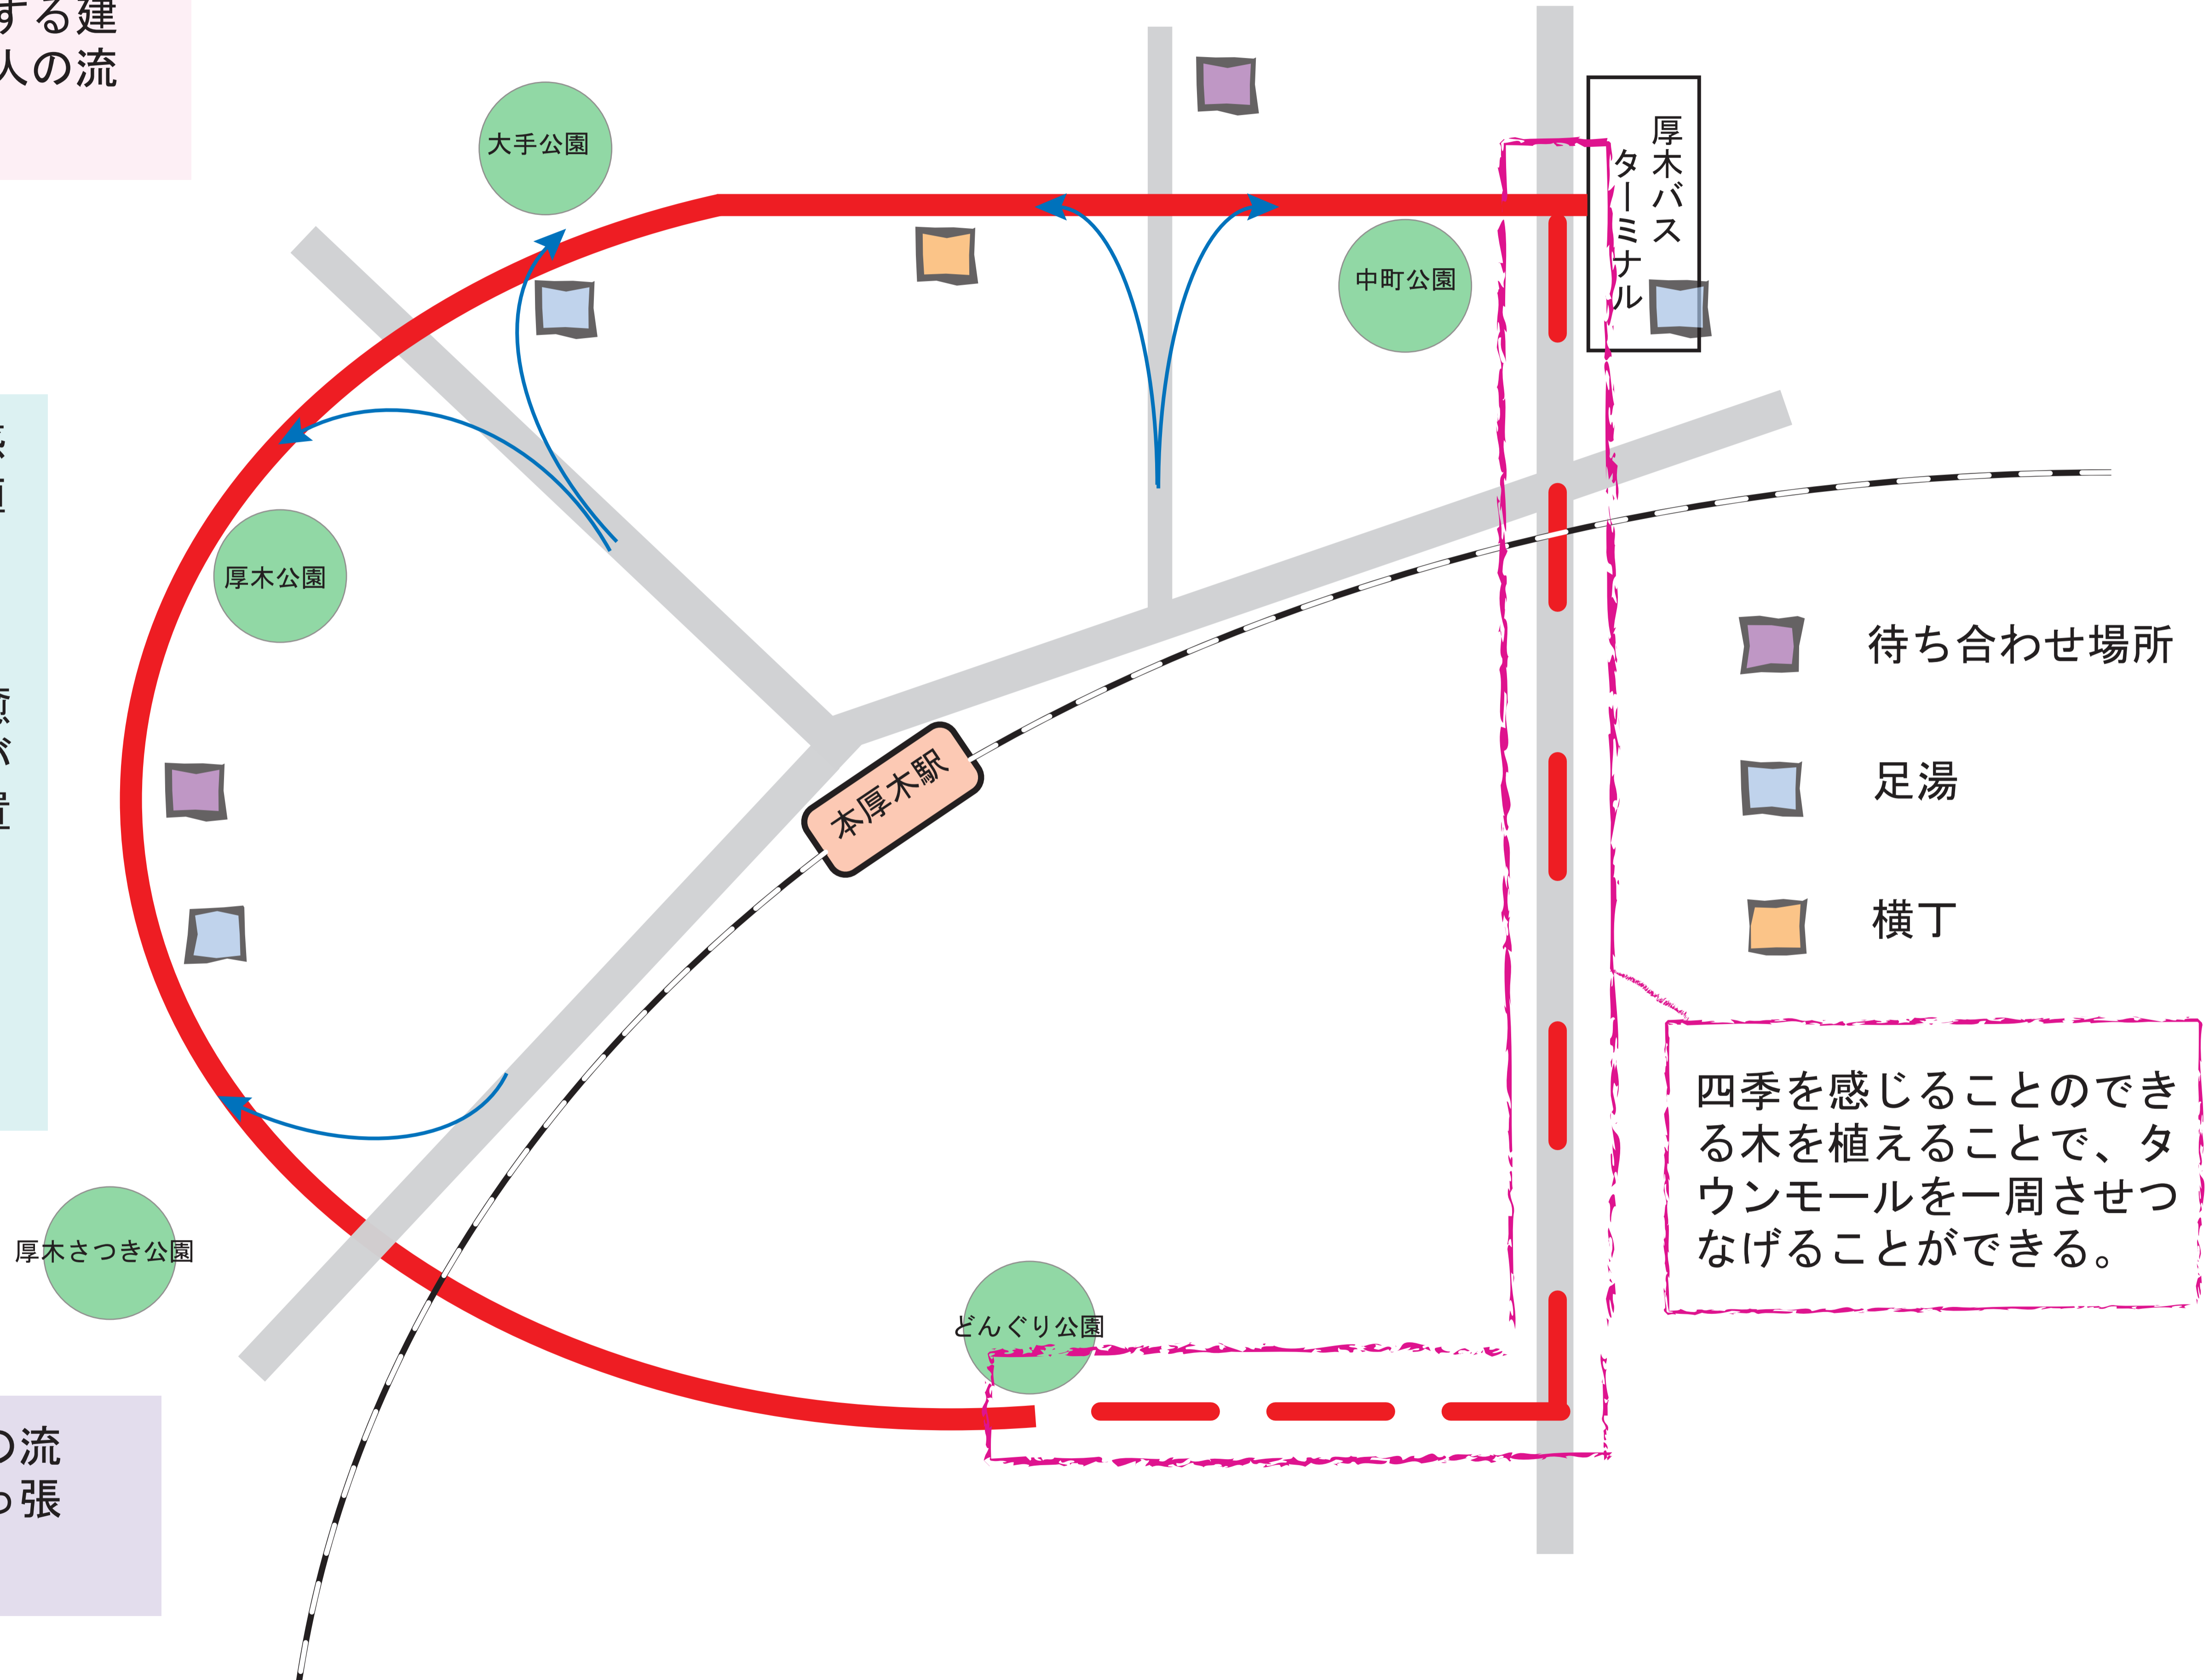 する建
人の流
大手公園
厚木バス
ターミナル
中町公園
厚木公園
待ち合わせ場所
本厚木駅
足湯
横丁
四季を感じることのでき
る木を植えることで、タ
ウンモールを一周させつ
なげることができる。
厚木さつき公園
どんぐり公園
の流
っ張